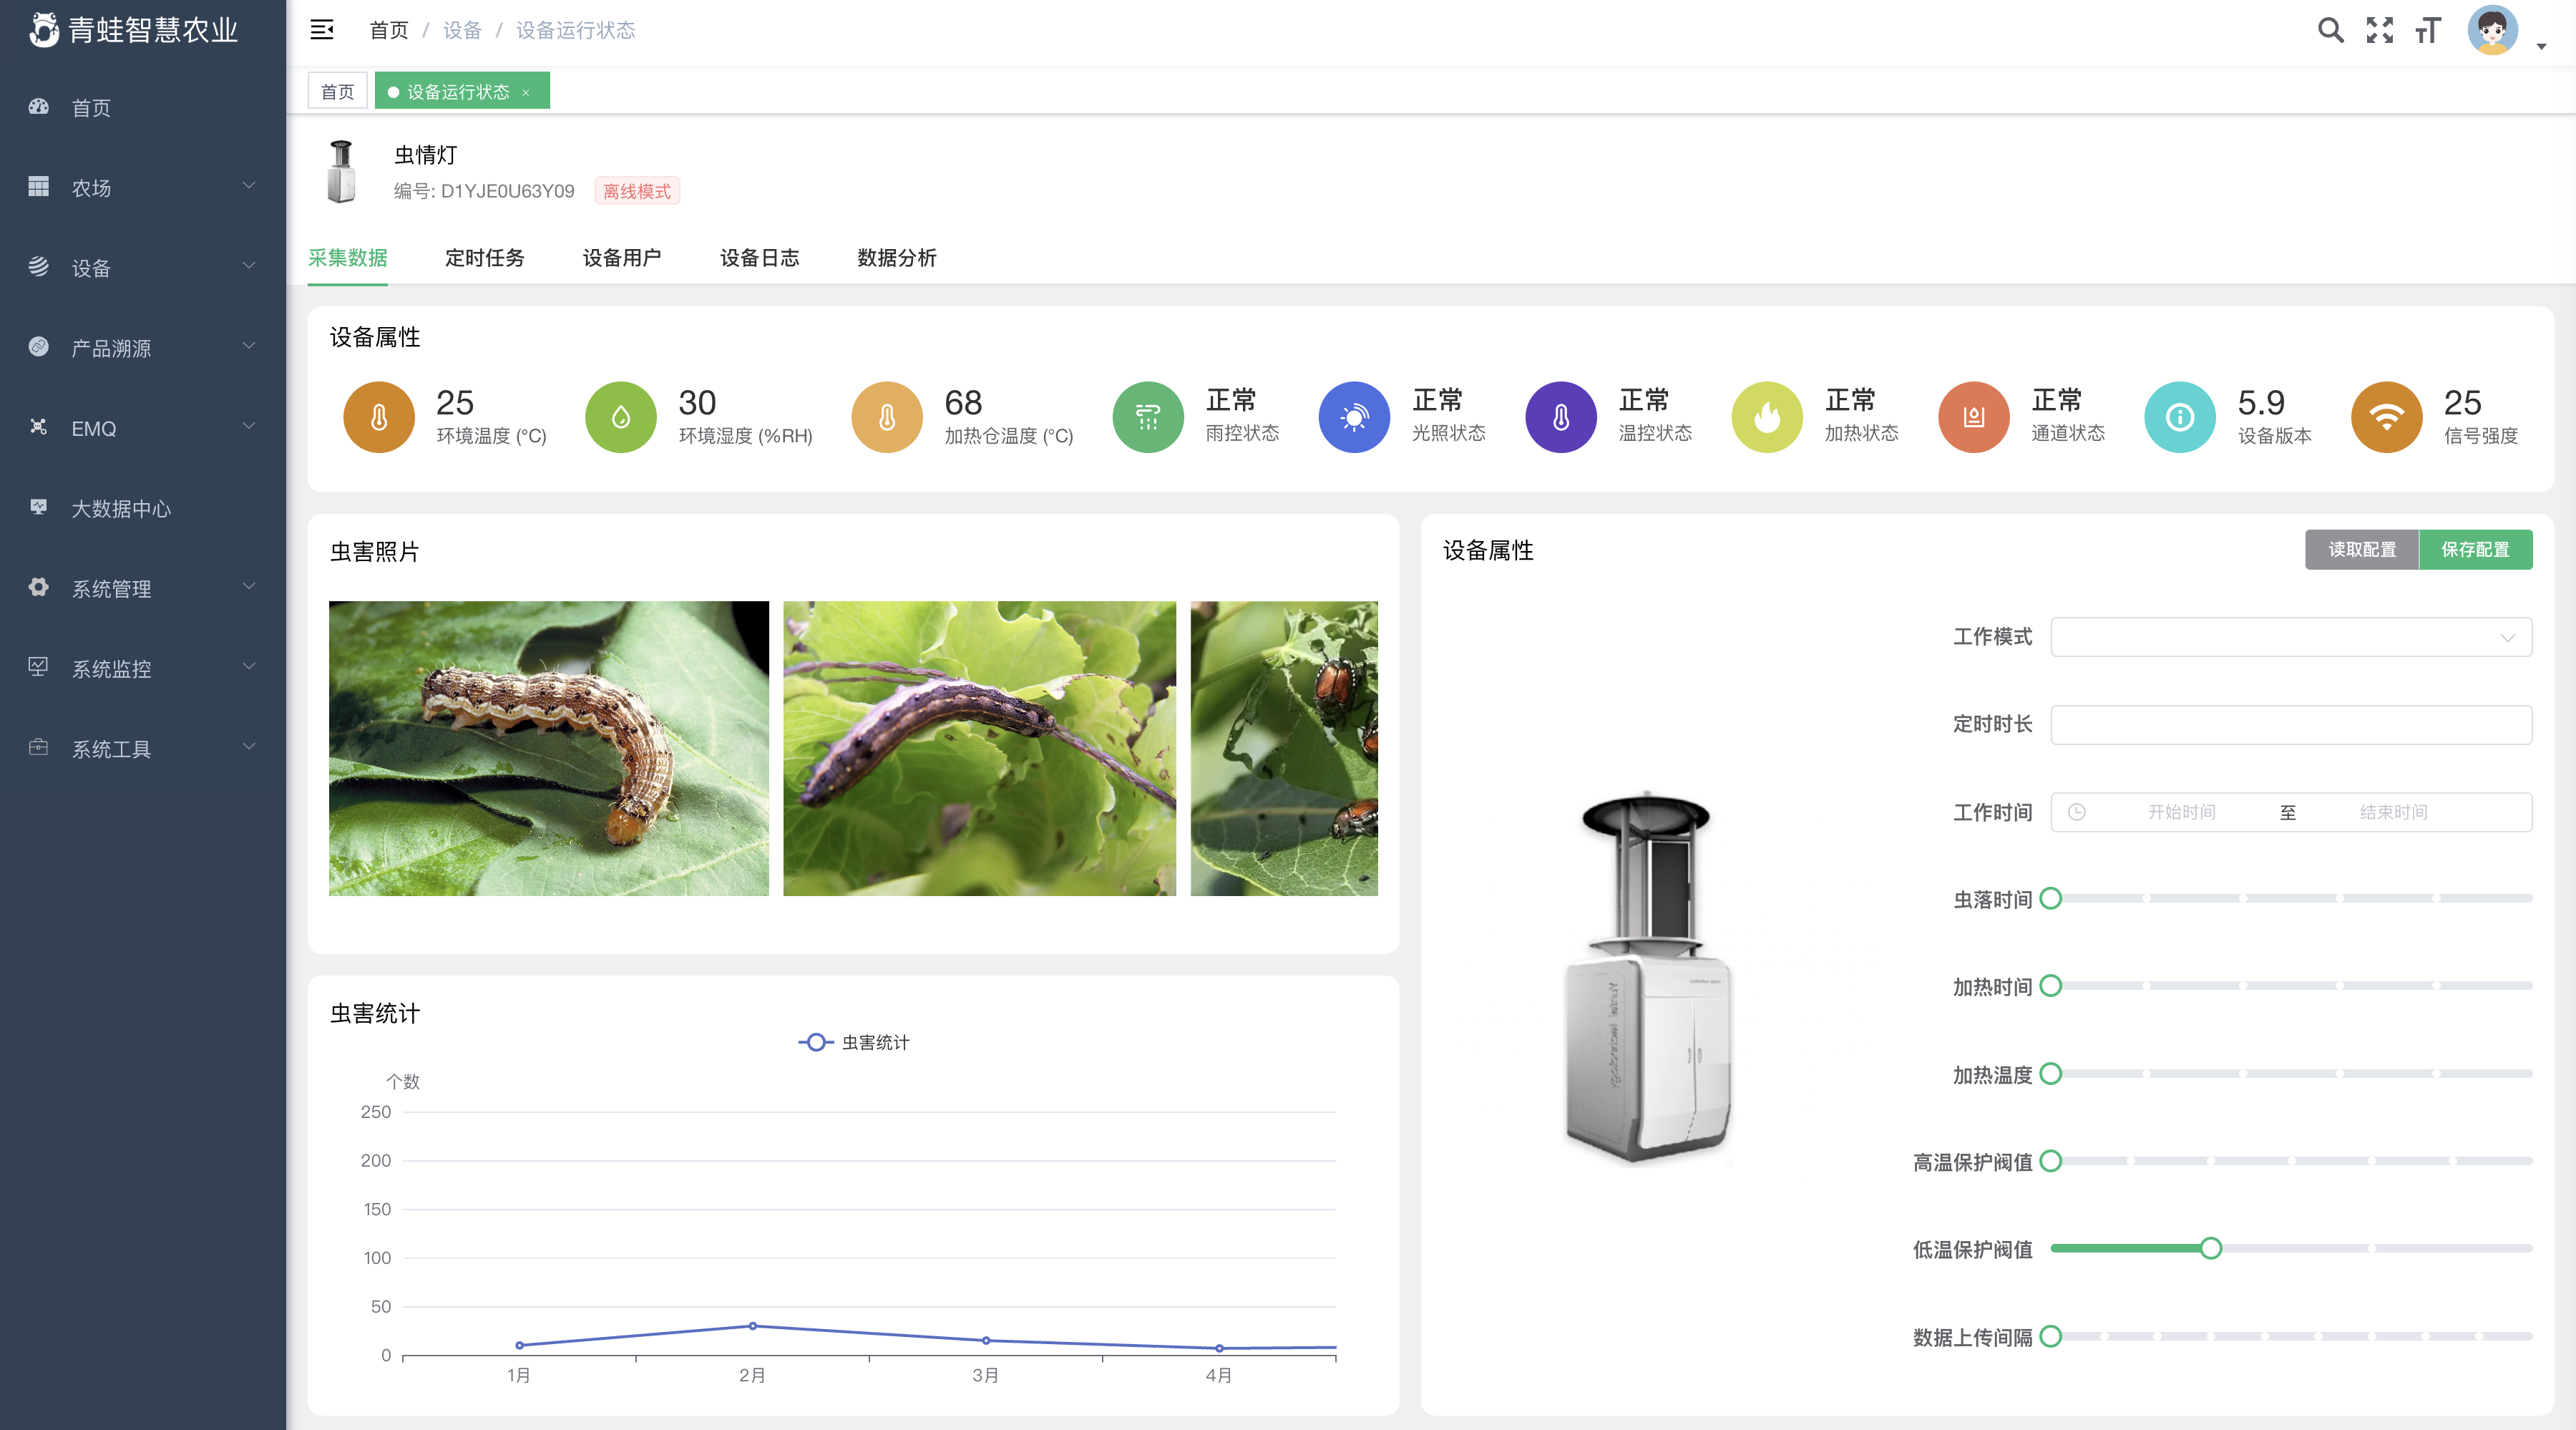 青蛙智慧农业
首页
农场
设备
产品溯源
EMQ
大数据中心
系统管理
系统监控
系统工具
首页 / 设备 / 设备运行状态
首页
设备运行状态 ×
虫情灯
编号: D1YJE0U63Y09 离线模式
采集数据 定时任务 设备用户 设备日志 数据分析
设备属性
25
环境温度 (°C)
30
环境湿度 (%RH)
68
加热仓温度 (°C)
正常
雨控状态
正常
光照状态
正常
温控状态
正常
加热状态
正常
通道状态
5.9
设备版本
25
信号强度
虫害照片
虫害统计
虫害统计
个数
250
200
150
100
50
0
1月 2月 3月 4月
设备属性
读取配置 保存配置
工作模式
定时时长
工作时间 开始时间 至 结束时间
虫落时间
加热时间
加热温度
高温保护阀值
低温保护阀值
数据上传间隔